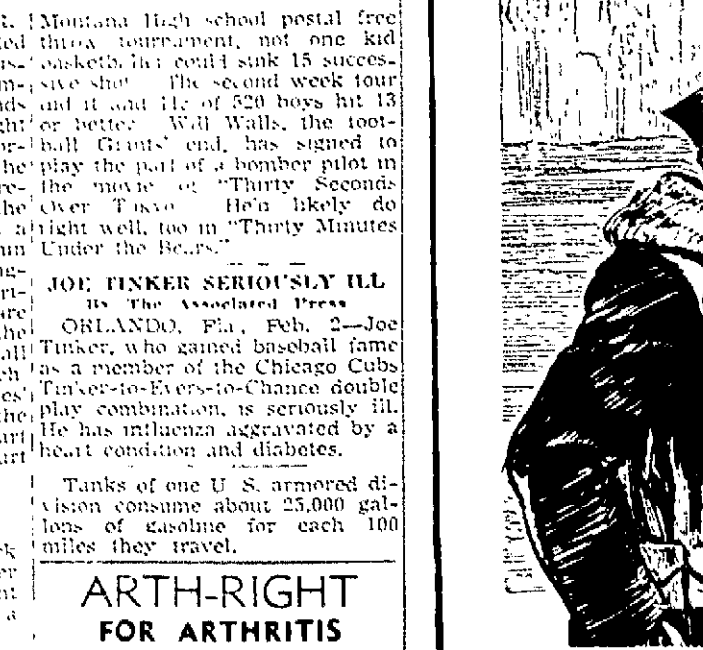 Montana High school postal free
throw tournament, not one kid
could sink 15 succes-
sive shot The second week four
did it and of 520 boys hit 13
or better Will Walls, the foot-
ball Giants' end, has signed to
play the part of a bomber pilot in
the movie of "Thirty Seconds
Over Tokyo He'd likely do
right well, too in "Thirty Minutes
Under the Bears."
JOE TINKER SERIOUSLY ILL
By The Associated Press
ORLANDO, Fla., Feb. 2—Joe
Tinker, who gained baseball fame
as a member of the Chicago Cubs
Tinker-to-Evers-to-Chance double
play combination, is seriously ill.
He has influenza aggravated by a
heart condition and diabetes.
Tanks of one U S. armored di-
vision consume about 25,000 gal-
lons of gasoline for each 100
miles they travel.
ARTH-RIGHT
FOR ARTHRITIS